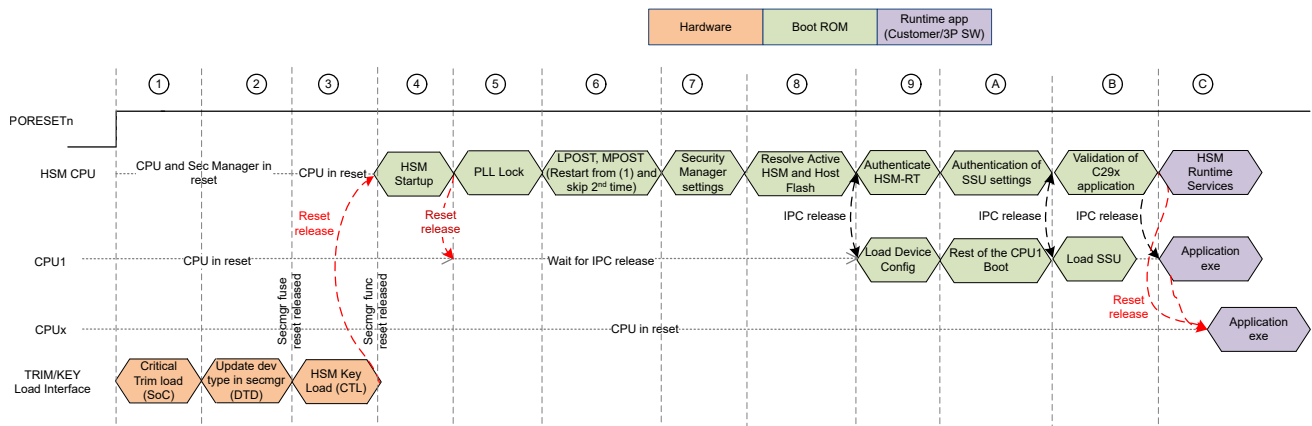 Hardware
Boot ROM
Runtime app
(Customer/3P SW)
1
2
3
4
5
6
7
8
9
A
B
C
PORESETn
HSM CPU
CPU and Sec Manager in
reset
CPU in reset
HSM
Startup
PLL Lock
LPOST, MPOST
(Restart from (1) and
skip 2nd time)
Security
Manager
settings
Resolve Active
HSM and Host
Flash
Authenticate
HSM-RT
Authentication of
SSU settings
Validation of
C29x
application
HSM
Runtime
Services
Reset
release
Reset
release
IPC release
IPC release
IPC release
CPU1
CPU in reset
Wait for IPC release
Load Device
Config
Rest of the CPU1
Boot
Load SSU
Application
exe
Secmgr fuse
reset released
Secmgr func
reset released
Reset
release
CPUx
CPU in reset
Application
exe
TRIM/KEY
Load Interface
Critical
Trim load
(SoC)
Update dev
type in secmgr
(DTD)
HSM Key
Load (CTL)